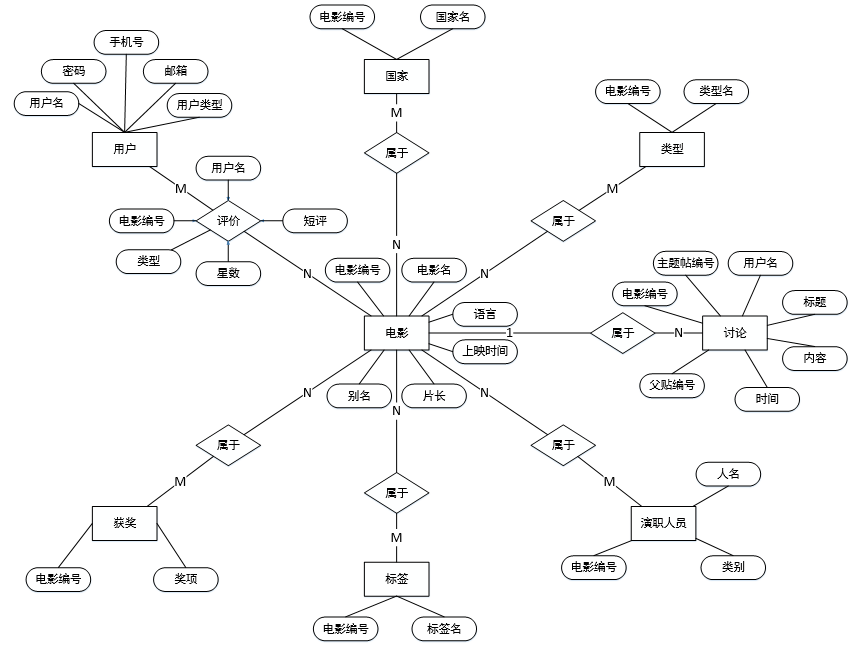 电影编号
国家名
手机号
密码
邮箱
用户名
用户类型
国家
电影编号
类型名
M
用户
属于
类型
用户名
M
M
电影编号
评价
短评
属于
类型
星数
N
主题帖编号
用户名
N
电影编号
电影名
N
电影编号
标题
语言
电影
1
属于
N
讨论
上映时间
内容
父贴编号
N
别名
片长
N
时间
N
属于
属于
人名
M
属于
M
获奖
演职人员
M
电影编号
奖项
标签
电影编号
类别
电影编号
标签名